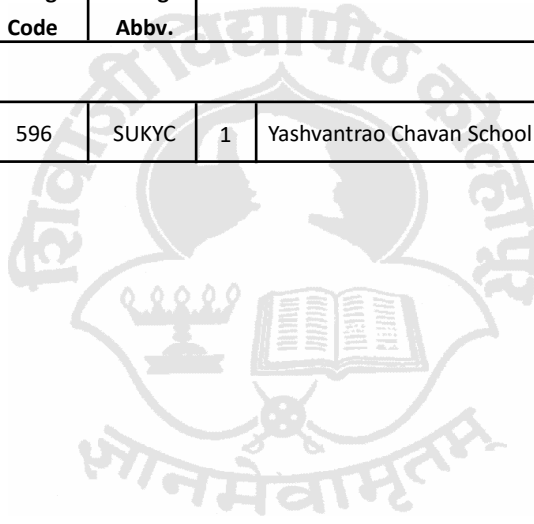 Code Abbv.
596 SUKYC 1 Yashvantrao Chavan School
शिवाजी विद्यापीठ कोल्हापूर
ज्ञानमेवामृतम्